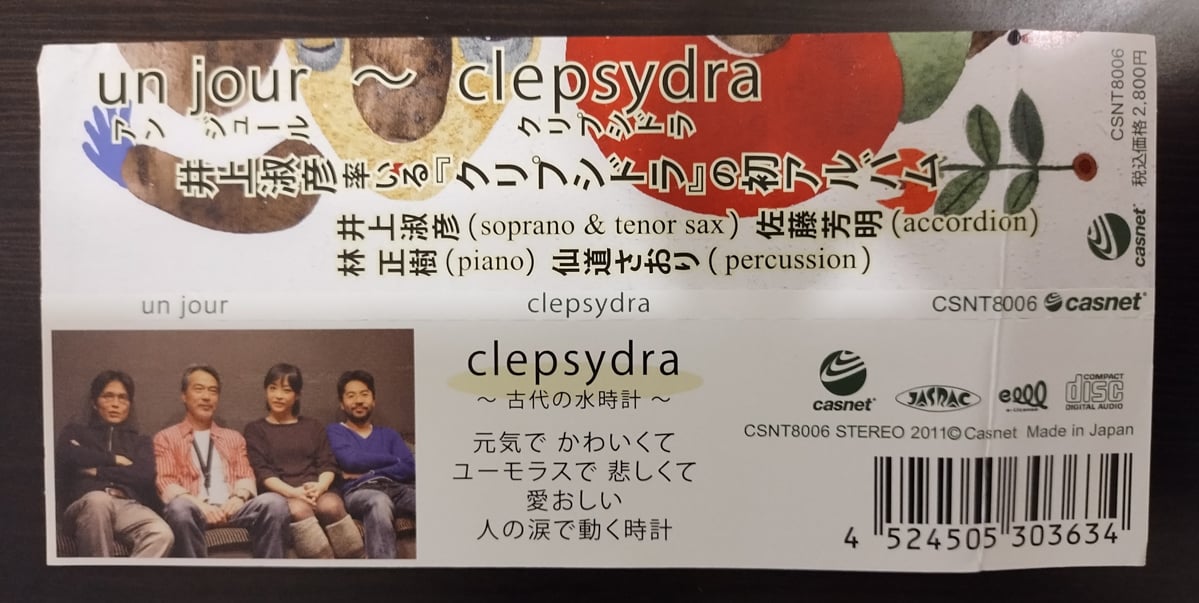 un jour ～ clepsydra
アン ジュール クリプシドラ
井上淑彦率いる『クリプシドラ』の初アルバム
井上淑彦(soprano & tenor sax) 佐藤芳明(accordion)
林 正樹(piano) 仙道さおり(percussion)
CSNT8006
税込価格2,800円
casnet
un jour clepsydra CSNT8006 casnet
clepsydra
～ 古代の水時計 ～
元気で かわいくて
ユーモラスで 悲しくて
愛おしい
人の涙で動く時計
casnet JASRAC e-License COMPACT disc DIGITAL AUDIO
CSNT8006 STEREO 2011© Casnet Made in Japan
4 524505 303634